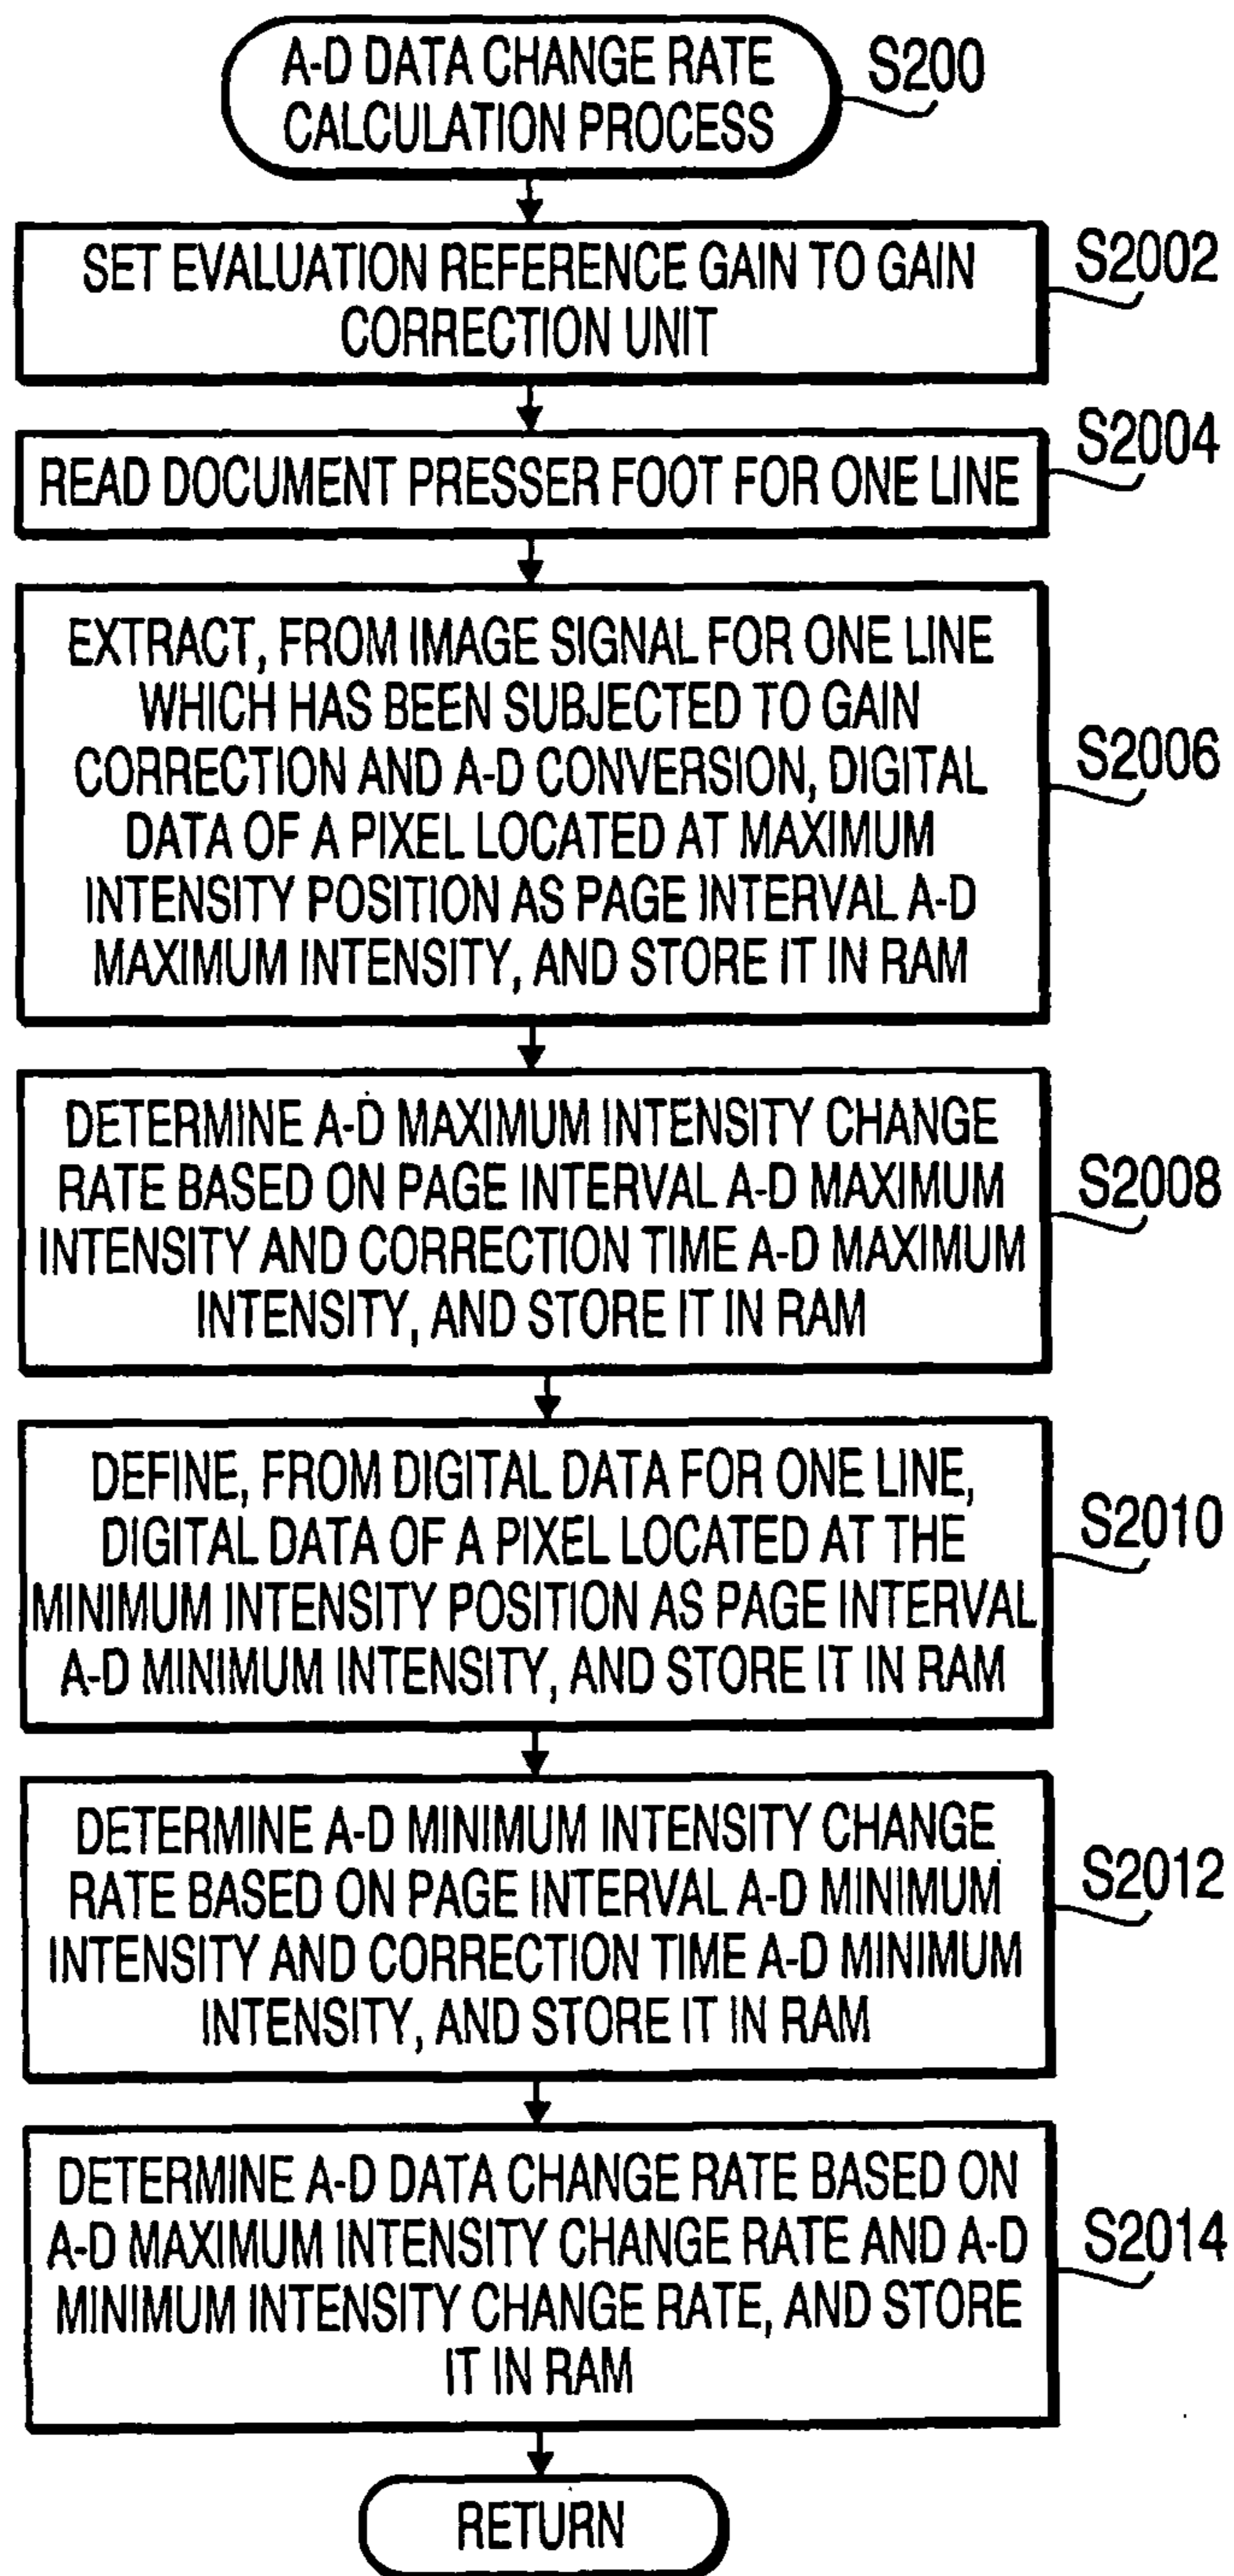 A-D DATA CHANGE RATE
CALCULATION PROCESS
S200
SET EVALUATION REFERENCE GAIN TO GAIN
CORRECTION UNIT
S2002
READ DOCUMENT PRESSER FOOT FOR ONE LINE
S2004
EXTRACT, FROM IMAGE SIGNAL FOR ONE LINE
WHICH HAS BEEN SUBJECTED TO GAIN
CORRECTION AND A-D CONVERSION, DIGITAL
DATA OF A PIXEL LOCATED AT MAXIMUM
INTENSITY POSITION AS PAGE INTERVAL A-D
MAXIMUM INTENSITY, AND STORE IT IN RAM
S2006
DETERMINE A-D MAXIMUM INTENSITY CHANGE
RATE BASED ON PAGE INTERVAL A-D MAXIMUM
INTENSITY AND CORRECTION TIME A-D MAXIMUM
INTENSITY, AND STORE IT IN RAM
S2008
DEFINE, FROM DIGITAL DATA FOR ONE LINE,
DIGITAL DATA OF A PIXEL LOCATED AT THE
MINIMUM INTENSITY POSITION AS PAGE INTERVAL
A-D MINIMUM INTENSITY, AND STORE IT IN RAM
S2010
DETERMINE A-D MINIMUM INTENSITY CHANGE
RATE BASED ON PAGE INTERVAL A-D MINIMUM
INTENSITY AND CORRECTION TIME A-D MINIMUM
INTENSITY, AND STORE IT IN RAM
S2012
DETERMINE A-D DATA CHANGE RATE BASED ON
A-D MAXIMUM INTENSITY CHANGE RATE AND A-D
MINIMUM INTENSITY CHANGE RATE, AND STORE
IT IN RAM
S2014
RETURN